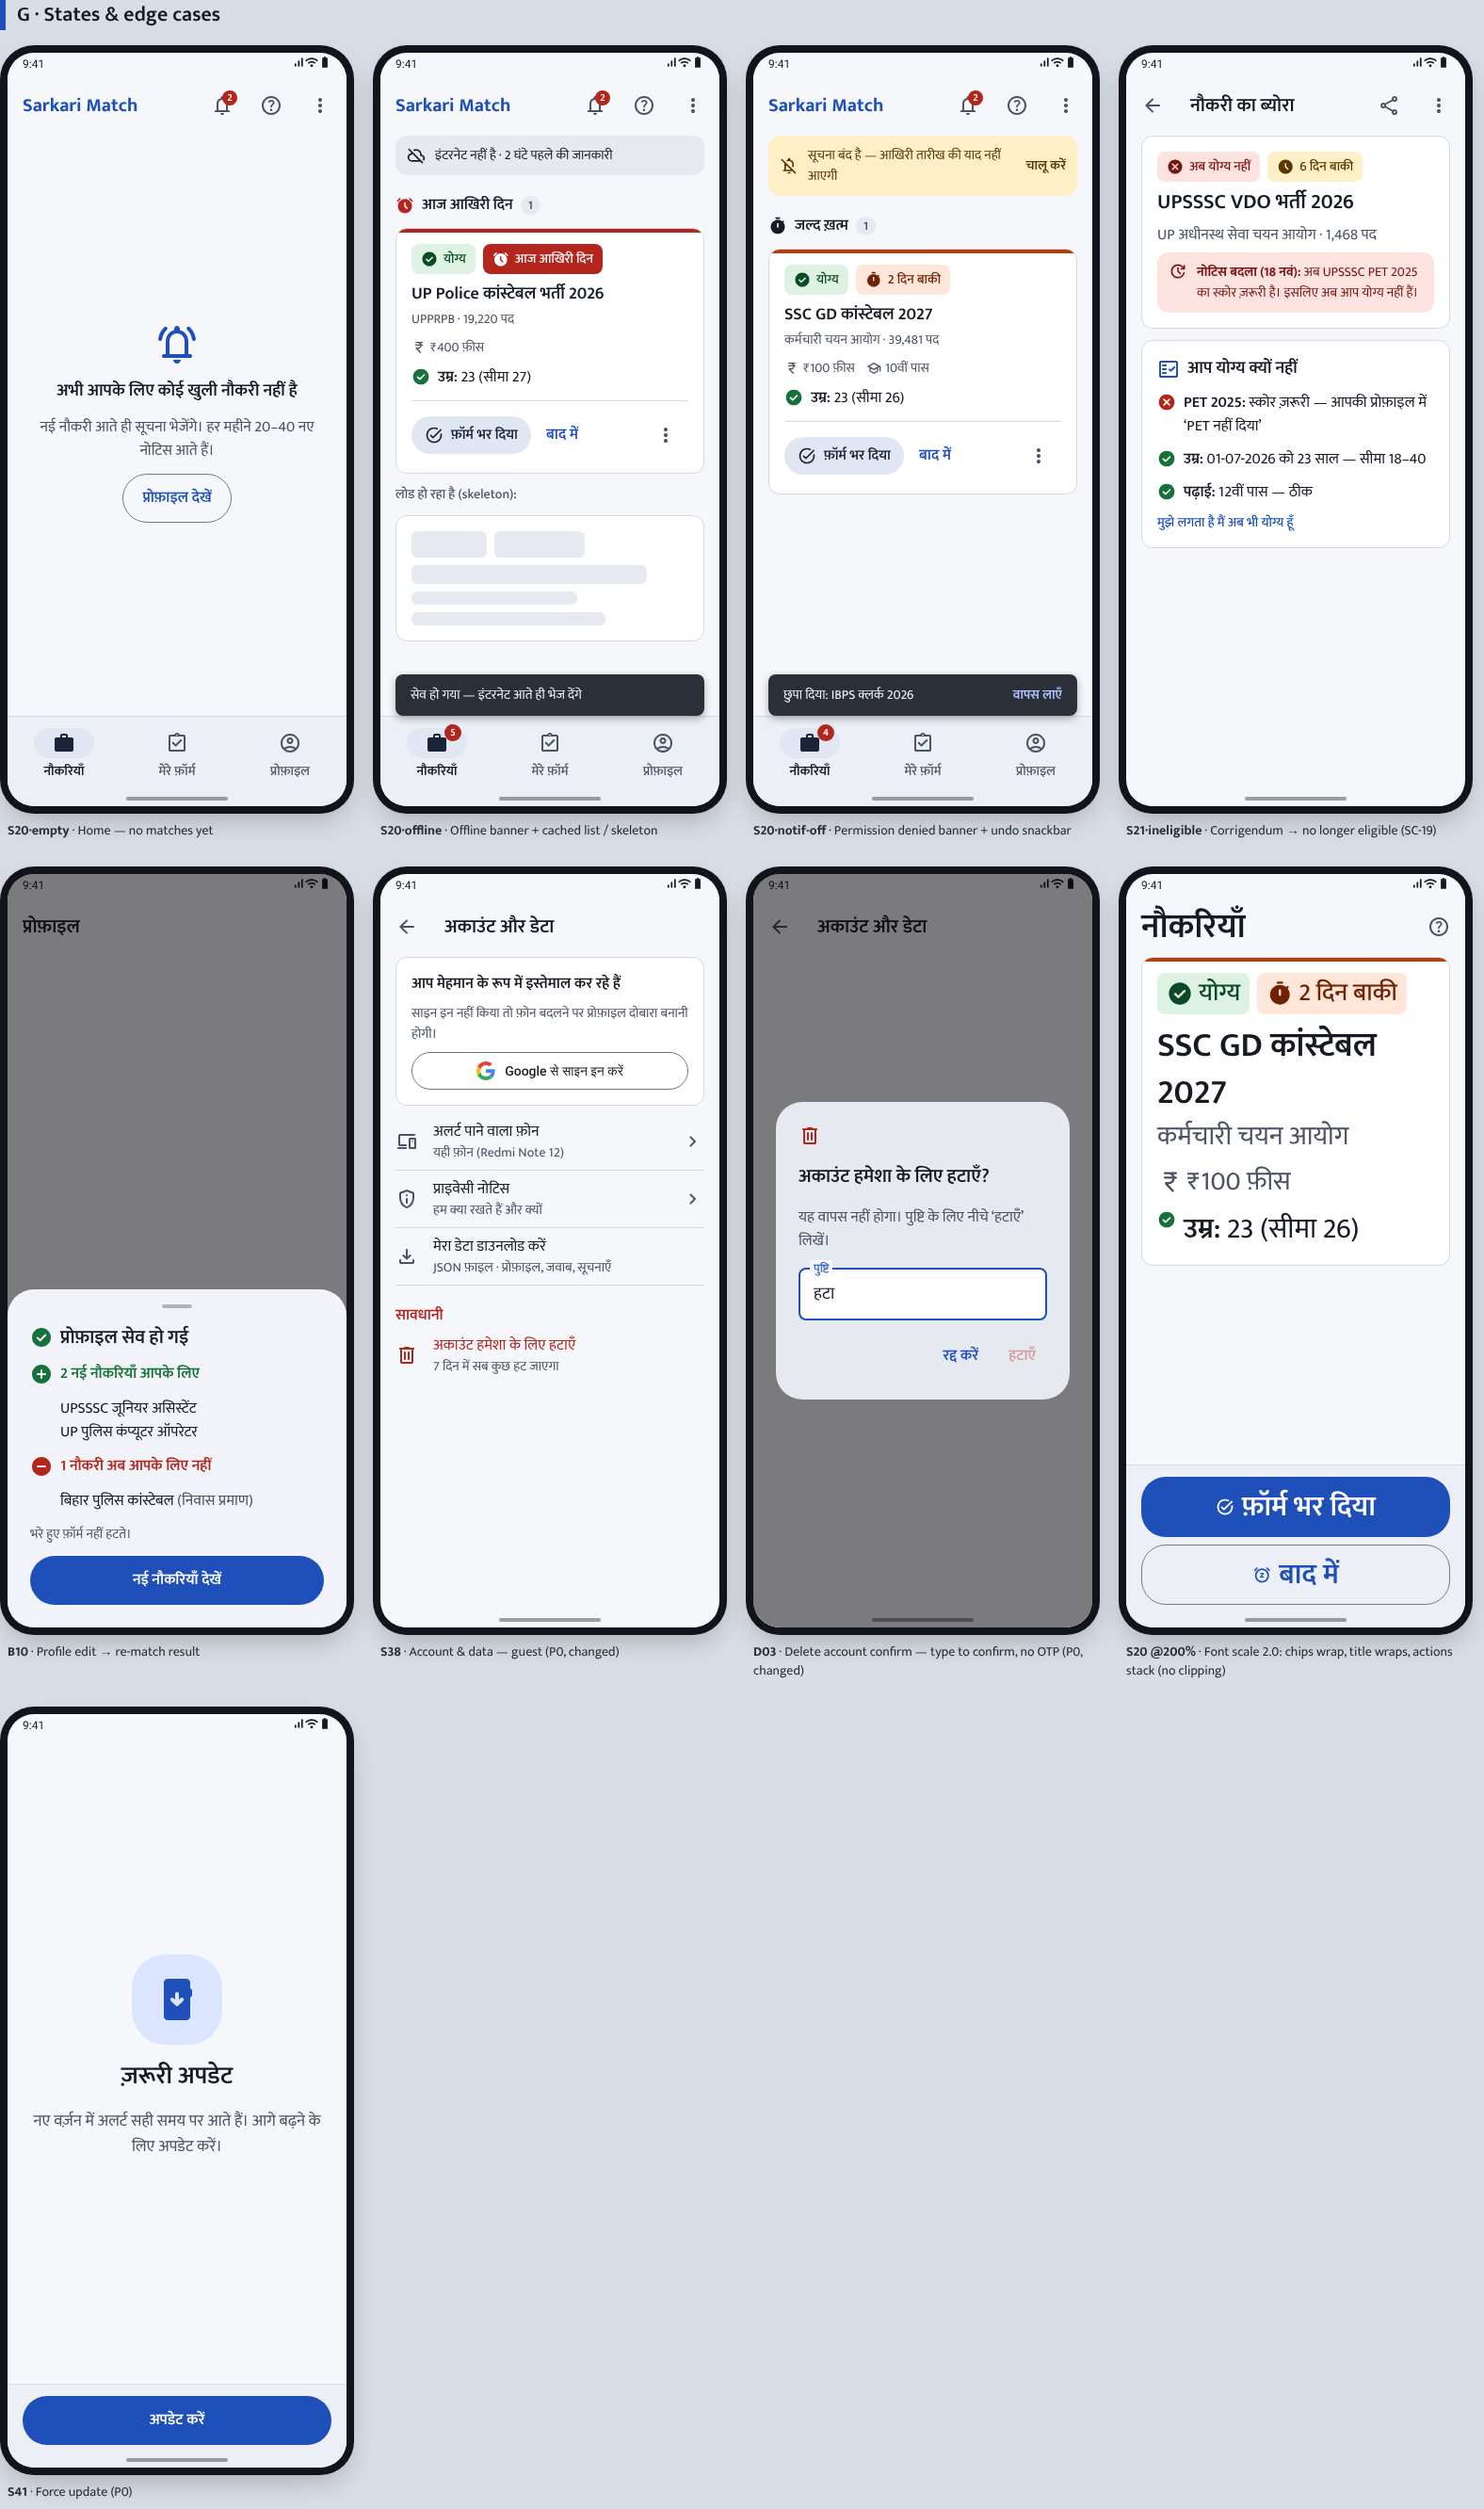 G · States & edge cases
9:41
Sarkari Match
2
अभी आपके लिए कोई खुली नौकरी नहीं है
नई नौकरी आते ही सूचना भेजेंगे। हर महीने 20–40 नए
नोटिस आते हैं।
प्रोफ़ाइल देखें
नौकरियाँ
मेरे फ़ॉर्म
प्रोफ़ाइल
S20·empty · Home — no matches yet
9:41
Sarkari Match
2
इंटरनेट नहीं है · 2 घंटे पहले की जानकारी
आज आखिरी दिन 1
योग्य
आज आखिरी दिन
UP Police कांस्टेबल भर्ती 2026
UPPRPB · 19,220 पद
₹ ₹400 फ़ीस
उम्र: 23 (सीमा 27)
फ़ॉर्म भर दिया
बाद में
लोड हो रहा है (skeleton):
सेव हो गया — इंटरनेट आते ही भेज देंगे
5
नौकरियाँ
मेरे फ़ॉर्म
प्रोफ़ाइल
S20·offline · Offline banner + cached list / skeleton
9:41
Sarkari Match
2
सूचना बंद है — आखिरी तारीख की याद नहीं
आएगी
चालू करें
जल्द ख़त्म 1
योग्य
2 दिन बाकी
SSC GD कांस्टेबल 2027
कर्मचारी चयन आयोग · 39,481 पद
₹ ₹100 फ़ीस 10वीं पास
उम्र: 23 (सीमा 26)
फ़ॉर्म भर दिया
बाद में
छुपा दिया: IBPS क्लर्क 2026
वापस लाएँ
4
नौकरियाँ
मेरे फ़ॉर्म
प्रोफ़ाइल
S20·notif-off · Permission denied banner + undo snackbar
9:41
नौकरी का ब्योरा
अब योग्य नहीं
6 दिन बाकी
UPSSSC VDO भर्ती 2026
UP अधीनस्थ सेवा चयन आयोग · 1,468 पद
नोटिस बदला (18 नवं): अब UPSSSC PET 2025
का स्कोर ज़रूरी है। इसलिए अब आप योग्य नहीं हैं।
आप योग्य क्यों नहीं
PET 2025: स्कोर ज़रूरी — आपकी प्रोफ़ाइल में
‘PET नहीं दिया’
उम्र: 01-07-2026 को 23 साल — सीमा 18–40
पढ़ाई: 12वीं पास — ठीक
मुझे लगता है मैं अब भी योग्य हूँ
S21·ineligible · Corrigendum → no longer eligible (SC-19)
9:41
प्रोफ़ाइल
प्रोफ़ाइल सेव हो गई
2 नई नौकरियाँ आपके लिए
UPSSSC जूनियर असिस्टेंट
UP पुलिस कंप्यूटर ऑपरेटर
1 नौकरी अब आपके लिए नहीं
बिहार पुलिस कांस्टेबल (निवास प्रमाण)
भरे हुए फ़ॉर्म नहीं हटते।
नई नौकरियाँ देखें
B10 · Profile edit → re-match result
9:41
अकाउंट और डेटा
आप मेहमान के रूप में इस्तेमाल कर रहे हैं
साइन इन नहीं किया तो फ़ोन बदलने पर प्रोफ़ाइल दोबारा बनानी
होगी।
Google से साइन इन करें
अलर्ट पाने वाला फ़ोन
यही फ़ोन (Redmi Note 12)
प्राइवेसी नोटिस
हम क्या रखते हैं और क्यों
मेरा डेटा डाउनलोड करें
JSON फ़ाइल · प्रोफ़ाइल, जवाब, सूचनाएँ
सावधानी
अकाउंट हमेशा के लिए हटाएँ
7 दिन में सब कुछ हट जाएगा
S38 · Account & data — guest (P0, changed)
9:41
अकाउंट और डेटा
अकाउंट हमेशा के लिए हटाएँ?
यह वापस नहीं होगा। पुष्टि के लिए नीचे ‘हटाएँ’
लिखें।
पुष्टि
हटा
रद्द करें
हटाएँ
D03 · Delete account confirm — type to confirm, no OTP (P0,
changed)
9:41
नौकरियाँ
योग्य
2 दिन बाकी
SSC GD कांस्टेबल
2027
कर्मचारी चयन आयोग
₹ ₹100 फ़ीस
उम्र: 23 (सीमा 26)
फ़ॉर्म भर दिया
बाद में
S20 @200% · Font scale 2.0: chips wrap, title wraps, actions
stack (no clipping)
9:41
ज़रूरी अपडेट
नए वर्ज़न में अलर्ट सही समय पर आते हैं। आगे बढ़ने के
लिए अपडेट करें।
अपडेट करें
S41 · Force update (P0)